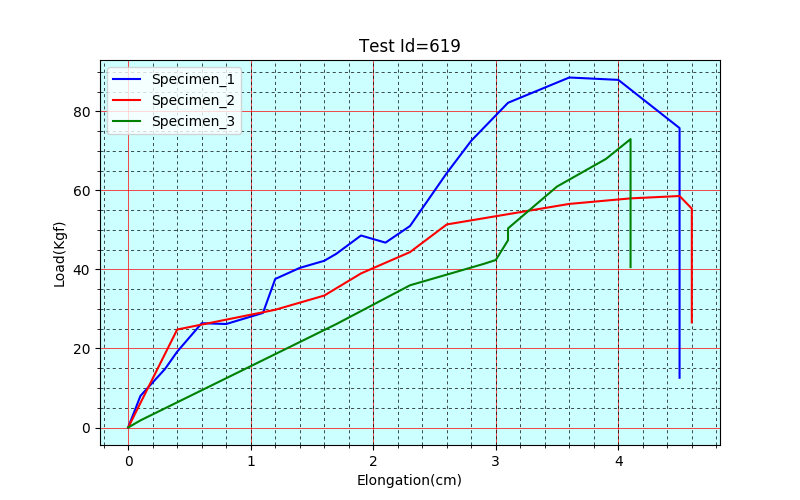 Test Id=619
Specimen_1
Specimen_2
Specimen_3
80
60
40
20
0
Load(Kgf)
0 1 2 3 4
Elongation(cm)